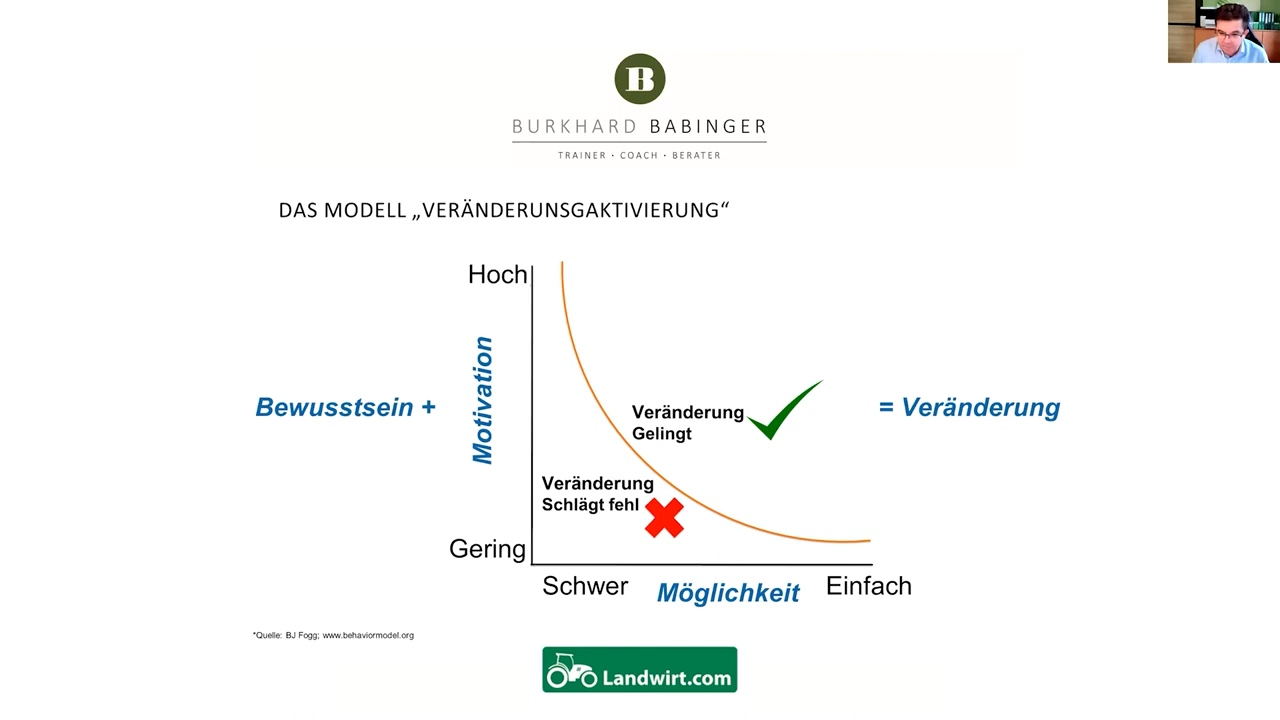 B
BURKHARD BABINGER
TRAINER · COACH · BERATER
DAS MODELL „VERÄNDERUNSGAKTIVIERUNG“
Hoch
Motivation
Bewusstsein +
= Veränderung
Veränderung
Gelingt
Veränderung
Schlägt fehl
Gering
Schwer
Möglichkeit
Einfach
*Quelle: BJ Fogg; www.behaviormodel.org
Landwirt.com